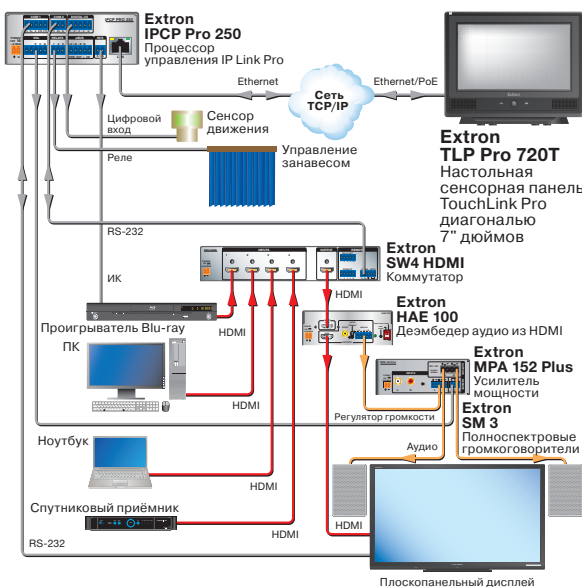 IPCP PRO 250
Extron
IPCP Pro 250
Процессор
управления IP Link Pro
Ethernet
Сеть
TCP/IP
Ethernet/PoE
Extron
TLP Pro 720T
Настольная
сенсорная панель
TouchLink Pro
диагональю
7" дюймов
Цифровой
вход
Сенсор
движения
Реле
Управление
занавесом
RS-232
ИК
Extron
SW4 HDMI
Коммутатор
HDMI
Проигрыватель Blu-ray
HDMI
Extron
HAE 100
Деэмбедер аудио из HDMI
ПК
HDMI
Extron
MPA 152 Plus
Усилитель
мощности
Регулятор громкости
Extron
SM 3
Полноспектровые
громкоговорители
Аудио
Ноутбук
HDMI
Спутниковый приёмник
HDMI
HDMI
RS-232
Плоскопанельный дисплей